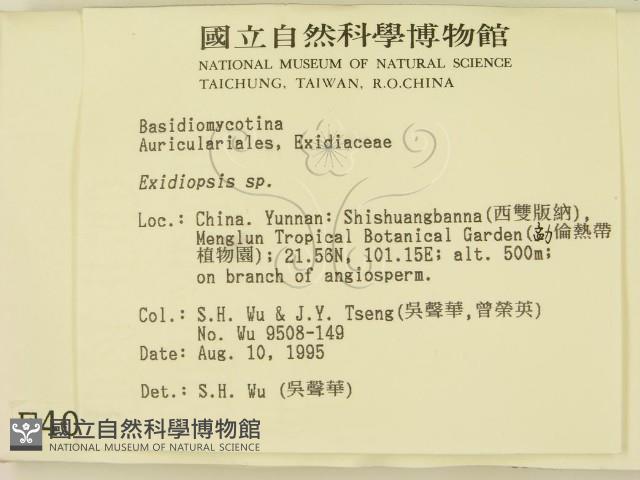 國立自然科學博物館
NATIONAL MUSEUM OF NATURAL SCIENCE
TAICHUNG, TAIWAN, R.O.CHINA
Basidiomycotina
Auriculariales, Exidiaceae
Exidiopsis sp.
Loc.: China. Yunnan: Shishuangbanna(西雙版納),
Menglun Tropical Botanical Garden(勐倫熱帶
植物園); 21.56N, 101.15E; alt. 500m;
on branch of angiosperm.
Col.: S.H. Wu & J.Y. Tseng(吳聲華,曾榮英)
No. Wu 9508-149
Date: Aug. 10, 1995
Det.: S.H. Wu (吳聲華)
國立自然科學博物館
NATIONAL MUSEUM OF NATURAL SCIENCE